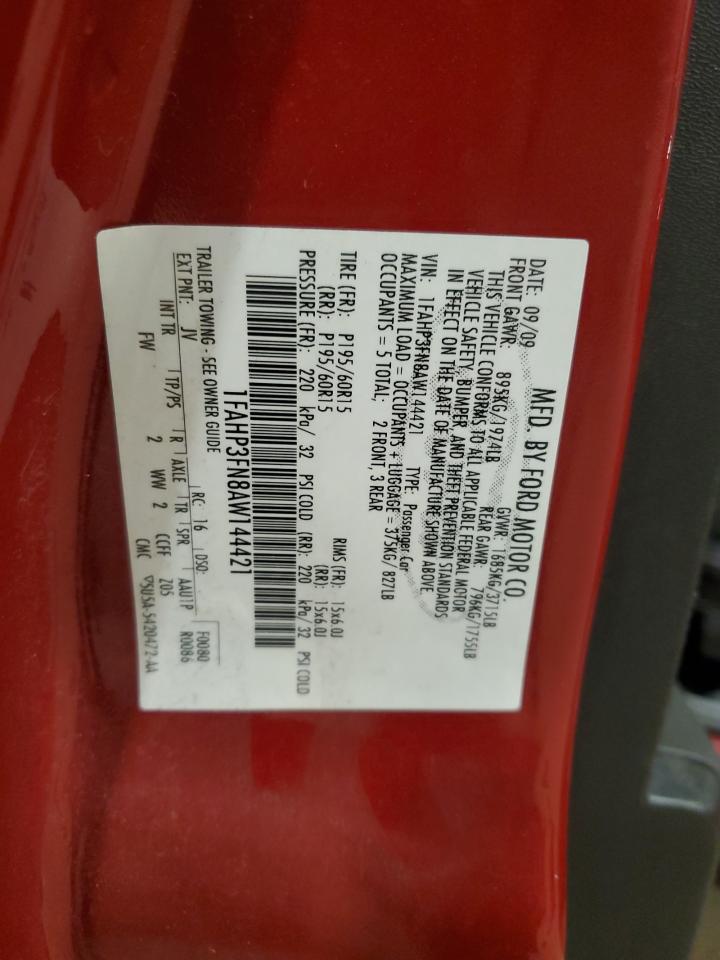 MFD. BY FORD MOTOR CO.
DATE: 09/09 GVWR: 1685KG/3715LB
FRONT GAWR: 895KG/1974LB REAR GAWR: 796KG/1755LB
THIS VEHICLE CONFORMS TO ALL APPLICABLE FEDERAL MOTOR
VEHICLE SAFETY, BUMPER, AND THEFT PREVENTION STANDARDS
IN EFFECT ON THE DATE OF MANUFACTURE SHOWN ABOVE.
VIN: 1FAHP3FN8AW144421 TYPE: Passenger Car
MAXIMUM LOAD = OCCUPANTS + LUGGAGE = 375KG/827LB
OCCUPANTS = 5 TOTAL; 2 FRONT, 3 REAR
TIRE (FR): P195/60R15 RIMS (FR): 15x6.0J
(RR): P195/60R15 (RR): 15x6.0J
PRESSURE (FR): 220 kPa/ 32 PSI COLD (RR): 220 kPa/ 32 PSI COLD
1FAHP3FN8AW144421
TRAILER TOWING - SEE OWNER GUIDE
EXT PNT: JV RC: 16 DSO: F0080
INT TR TP/PS R AXLE TR SPR AAU1P R0086
FW 2 WW 2 CCFF 205
CMC 5U5A-5420472-AA